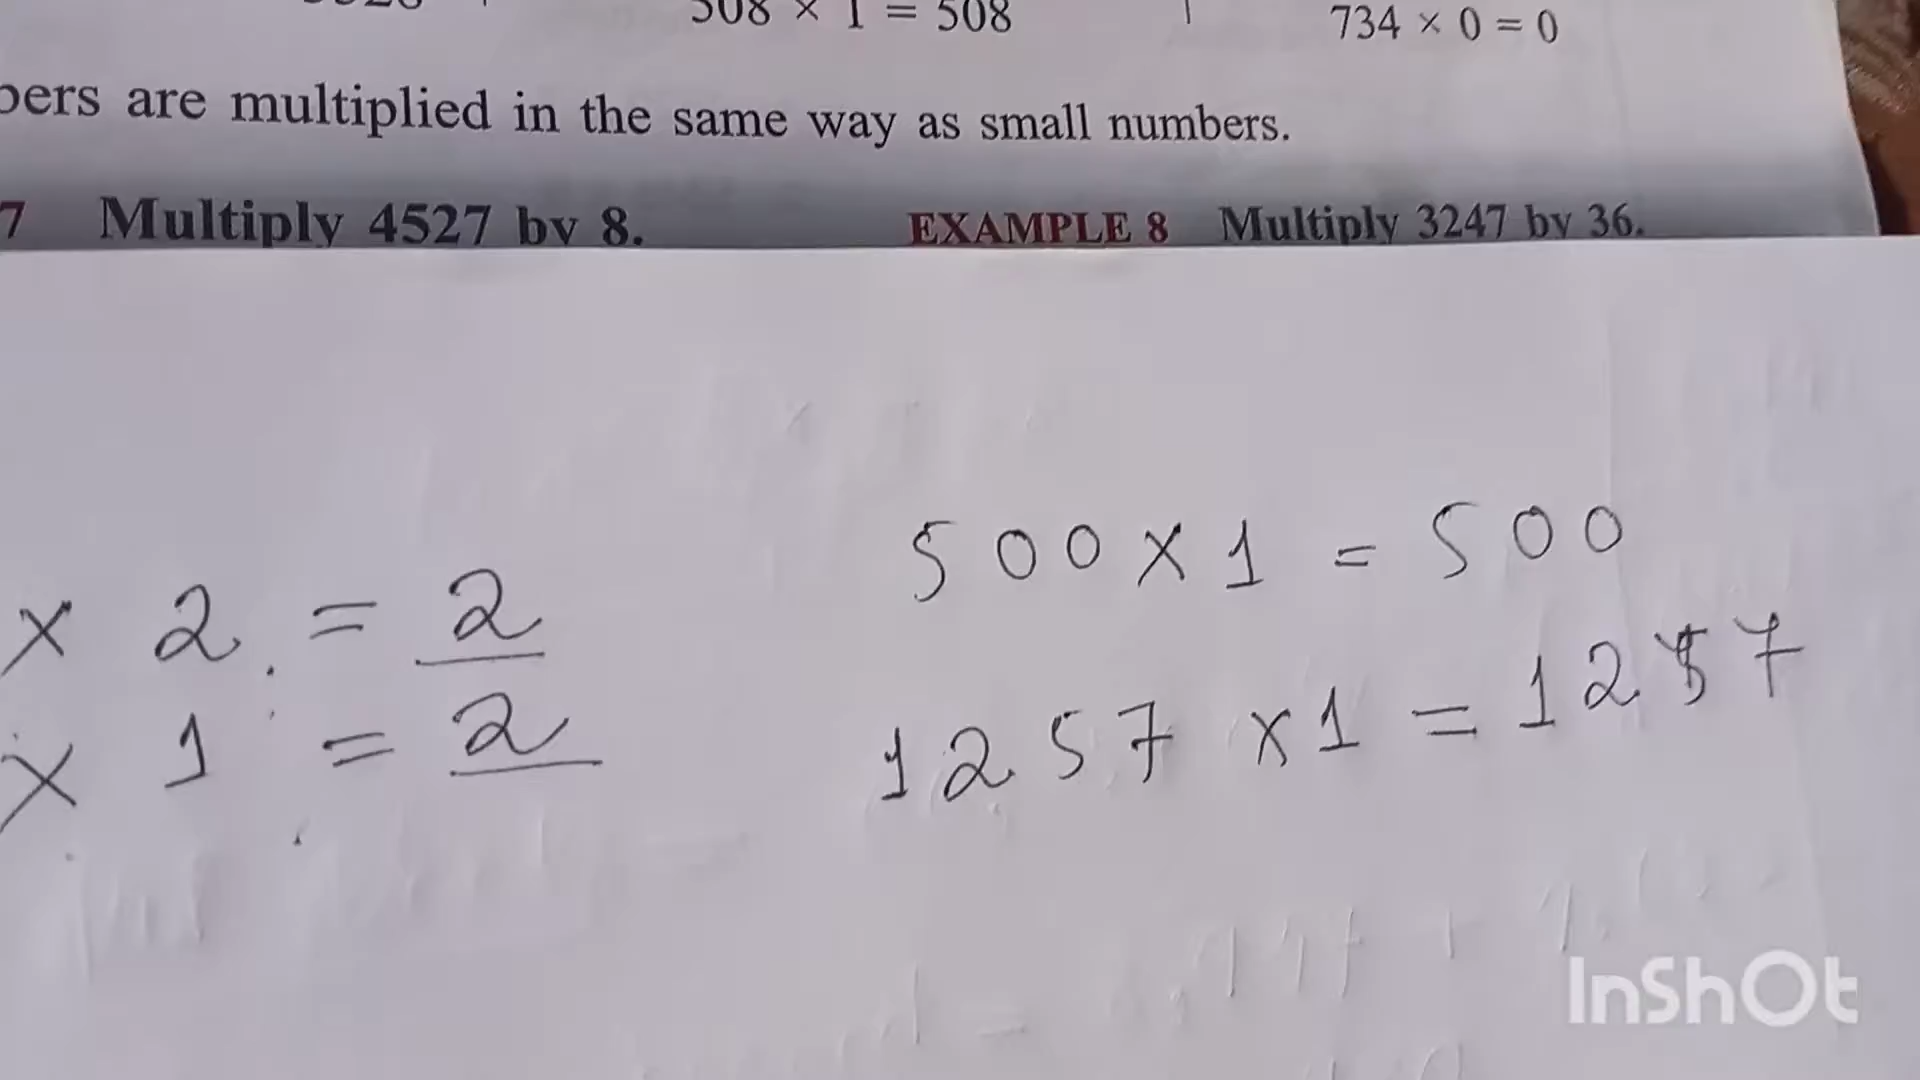 508 × 1 = 508
734 × 0 = 0
are multiplied in the same way as small numbers.
7 Multiply 4527 by 8.
EXAMPLE 8 Multiply 3247 by 36.
500 × 1 = 500
× 2 = 2
1257 × 1 = 1257
× 1 = 2
InShOt